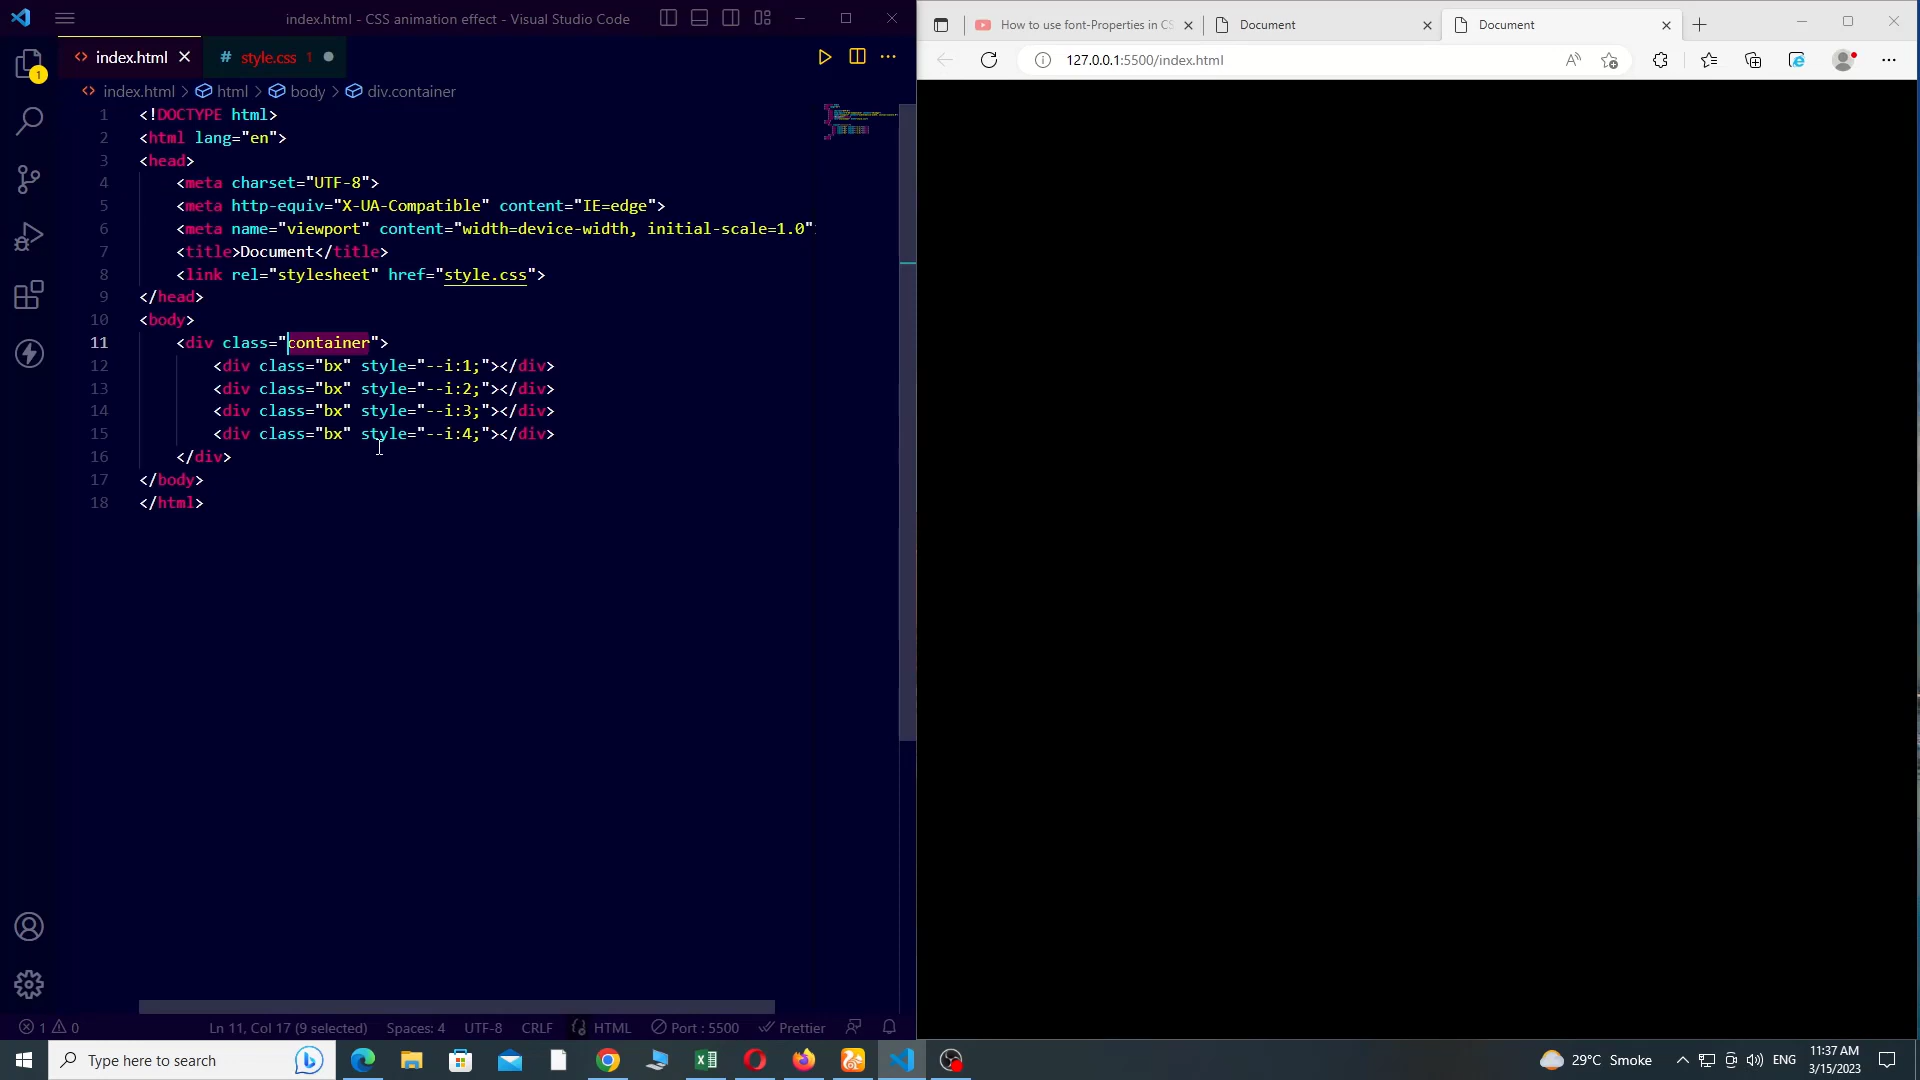 index.html - CSS animation effect - Visual Studio Code
index.html
# style.css 1
index.html > html > body > div.container
1 <!DOCTYPE html>
2 <html lang="en">
3 <head>
4 <meta charset="UTF-8">
5 <meta http-equiv="X-UA-Compatible" content="IE=edge">
6 <meta name="viewport" content="width=device-width, initial-scale=1.0"
7 <title>Document</title>
8 <link rel="stylesheet" href="style.css">
9 </head>
10 <body>
11 <div class="container">
12 <div class="bx" style="--i:1;"></div>
13 <div class="bx" style="--i:2;"></div>
14 <div class="bx" style="--i:3;"></div>
15 <div class="bx" style="--i:4;"></div>
16 </div>
17 </body>
18 </html>
1
1 0
Ln 11, Col 17 (9 selected)
Spaces: 4
UTF-8
CRLF
HTML
Port : 5500
Prettier
How to use font-Properties in CS
Document
Document
127.0.0.1:5500/index.html
Type here to search
29°C Smoke
ENG
11:37 AM
3/15/2023